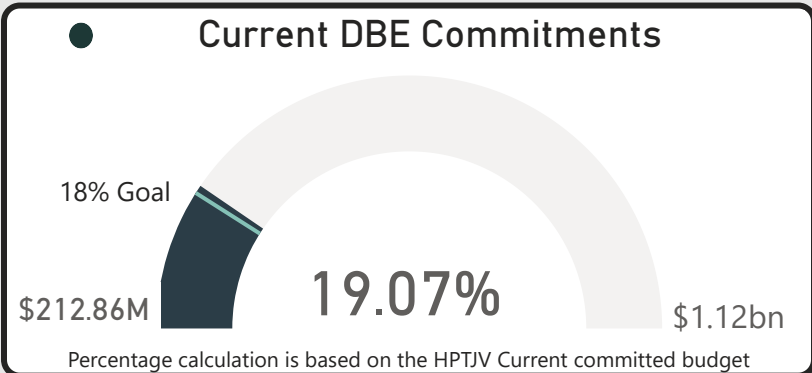 Current DBE Commitments
18% Goal
19.07%
$212.86M
$1.12bn
Percentage calculation is based on the HPTJV Current committed budget